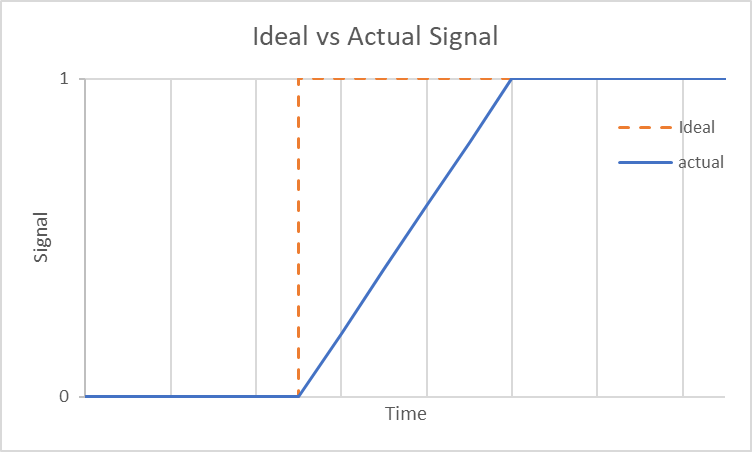 Ideal vs Actual Signal
1
Ideal
actual
Signal
0
Time